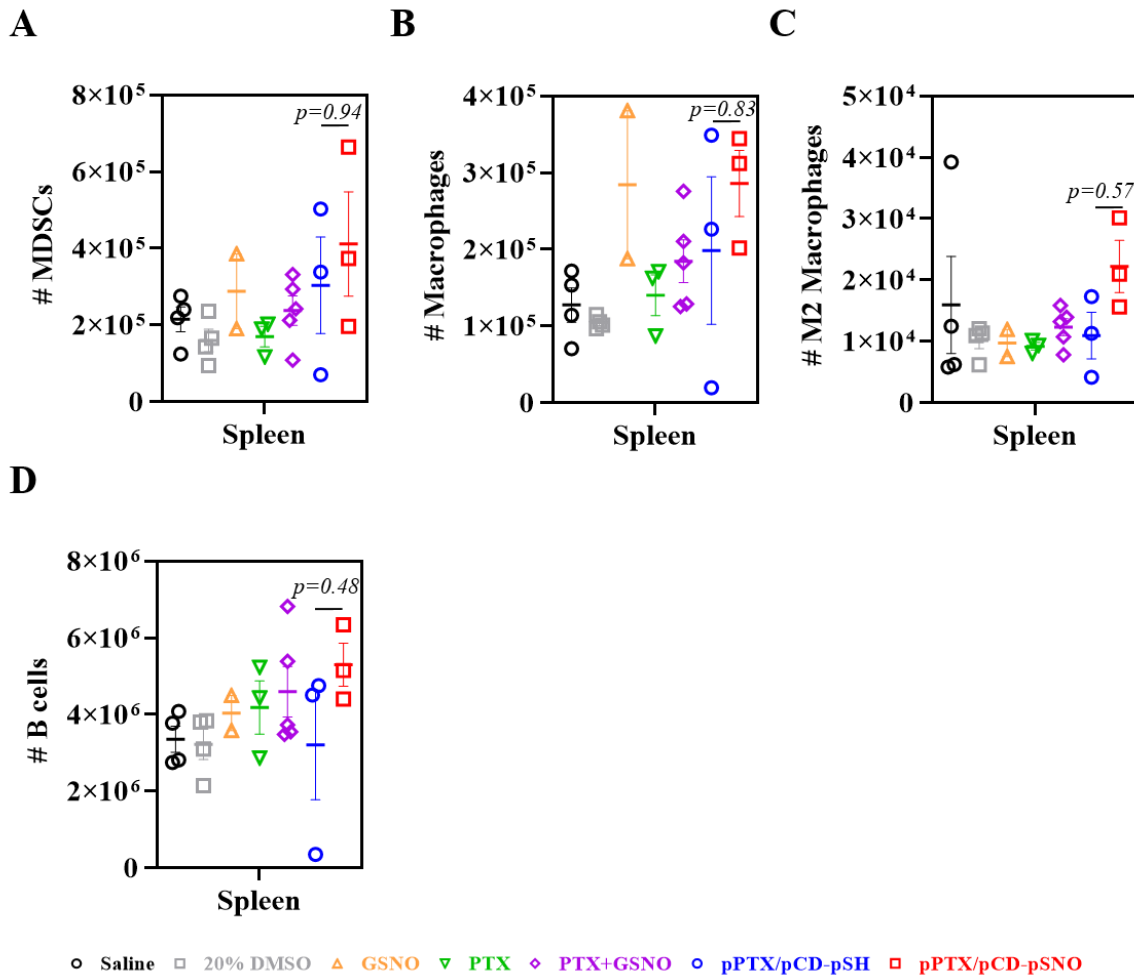 A
# MDSCs
8×10⁵
6×10⁵
4×10⁵
2×10⁵
0
p=0.94
Spleen
B
# Macrophages
4×10⁵
3×10⁵
2×10⁵
1×10⁵
0
p=0.83
Spleen
C
# M2 Macrophages
5×10⁴
4×10⁴
3×10⁴
2×10⁴
1×10⁴
0
p=0.57
Spleen
D
# B cells
8×10⁶
6×10⁶
4×10⁶
2×10⁶
0
p=0.48
Spleen
Saline 20% DMSO GSNO PTX PTX+GSNO pPTX/pCD-pSH pPTX/pCD-pSNO